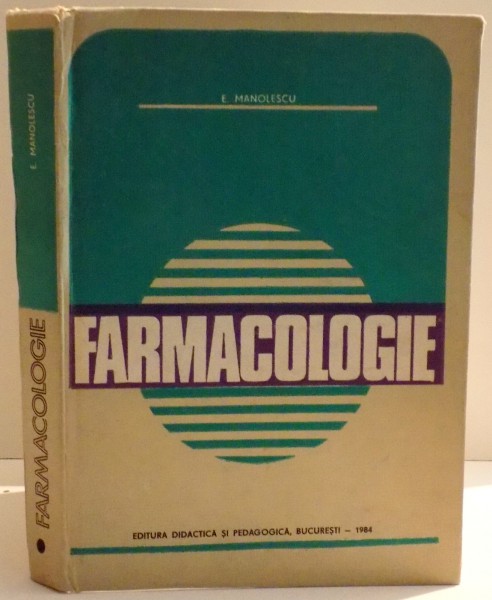 E. MANOLESCU
FARMACOLOGIE
EDITURA DIDACTICĂ ȘI PEDAGOGICĂ, BUCUREȘTI – 1984
E. MANOLESCU
FARMACOLOGIE